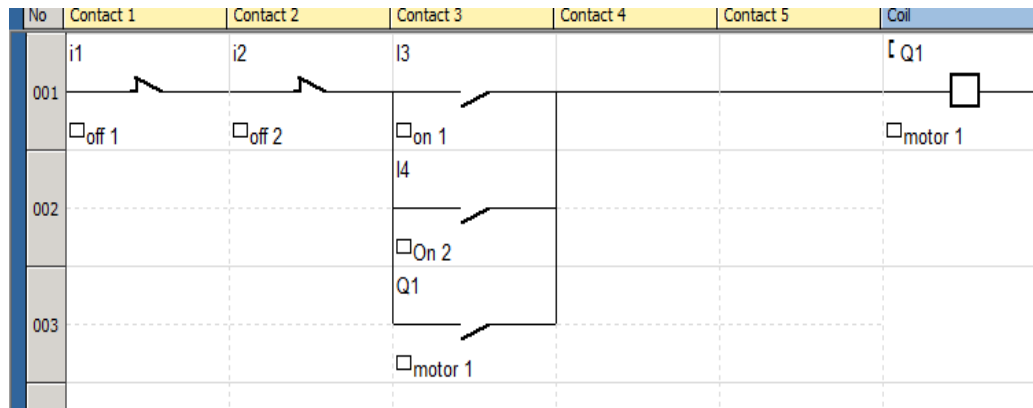 No Contact 1 Contact 2 Contact 3 Contact 4 Contact 5 Coil
i1 i2 I3 [ Q1
001
off 1 off 2 on 1 motor 1
I4
002
On 2
Q1
003
motor 1